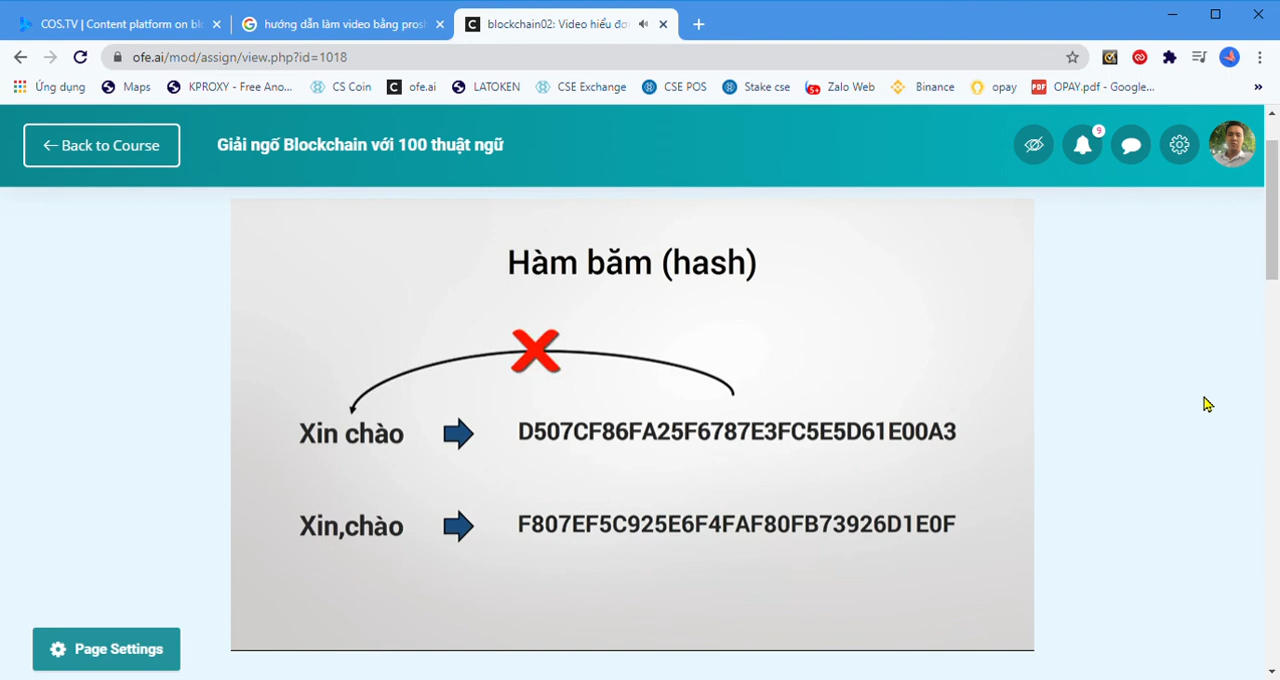 COS.TV | Content platform on blo
hướng dẫn làm video bằng prosh
blockchain02: Video hiểu đơ
ofe.ai/mod/assign/view.php?id=1018
Ứng dụng
Maps
KPROXY - Free Ano...
CS Coin
ofe.ai
LATOKEN
CSE Exchange
CSE POS
Stake cse
Zalo Web
Binance
opay
OPAY.pdf - Google...
Back to Course
Giải ngố Blockchain với 100 thuật ngữ
9
Hàm băm (hash)
Xin chào
D507CF86FA25F6787E3FC5E5D61E00A3
Xin,chào
F807EF5C925E6F4FAF80FB73926D1E0F
Page Settings